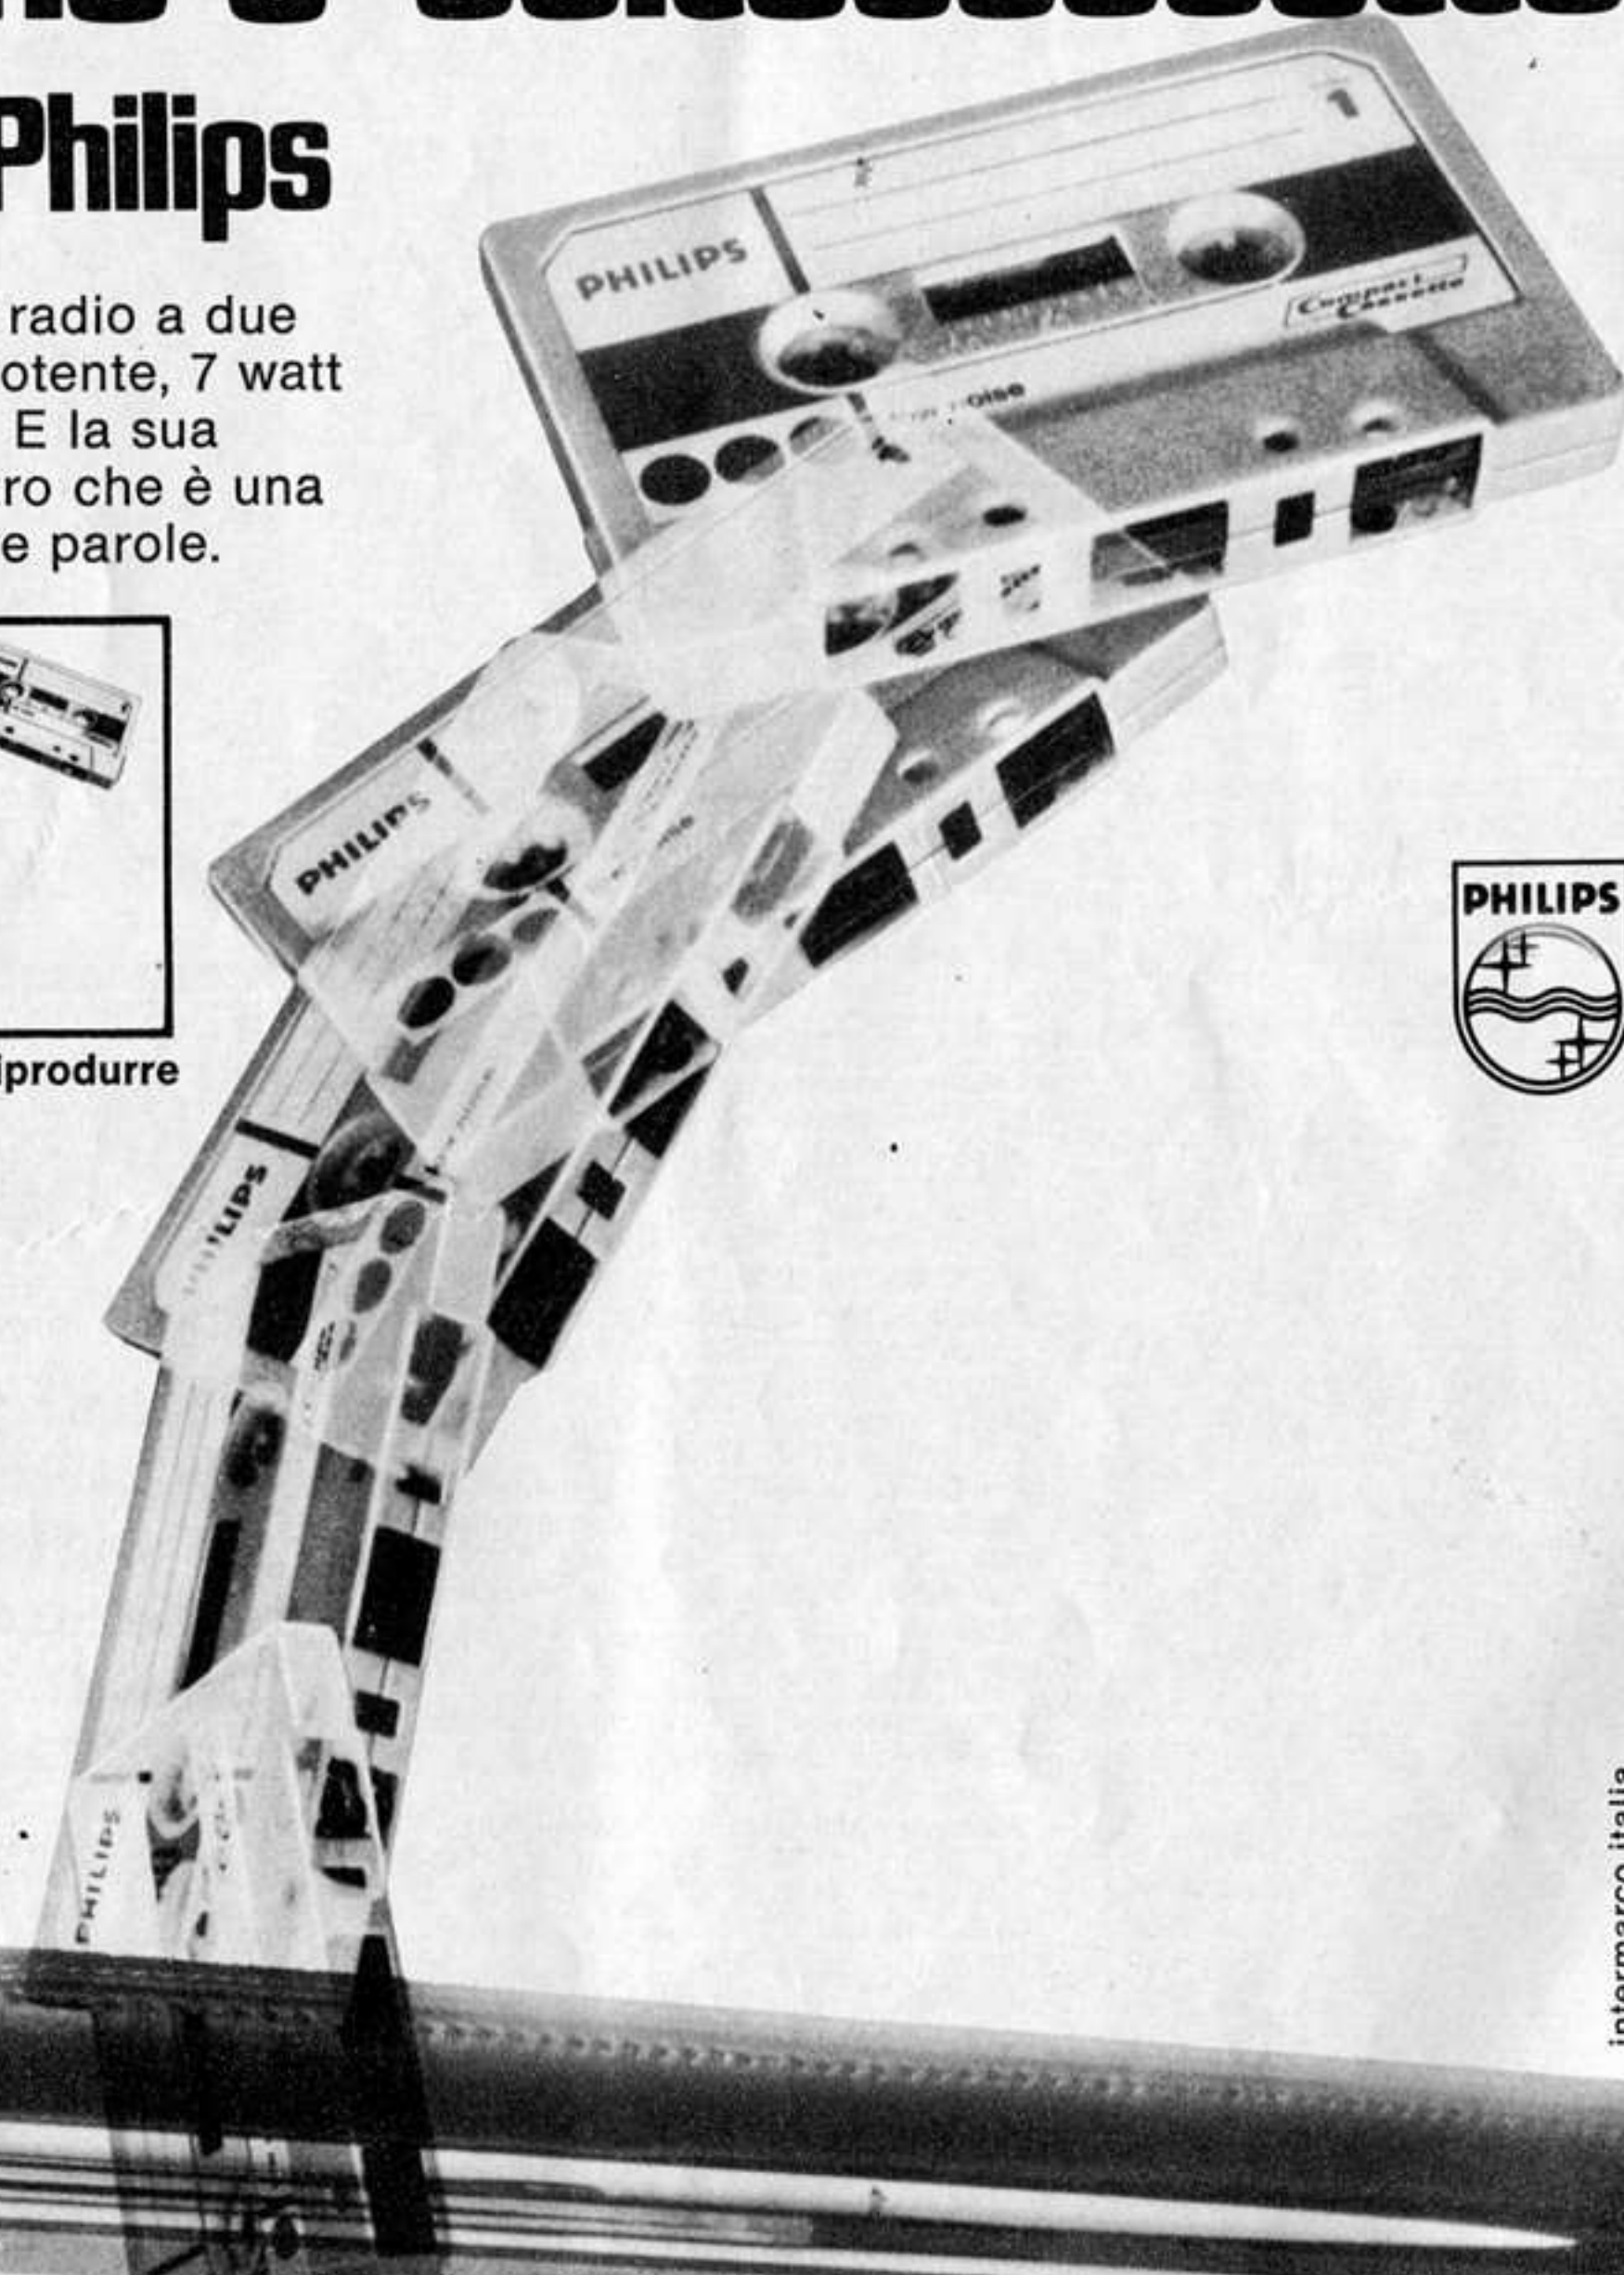 Philips
radio a due
otente, 7 watt
E la sua
ro che è una
e parole.
iprodurre
PHILIPS
1
Compact
Cassette
PHILIPS
PHILIPS
PHILIPS
intermarco italia